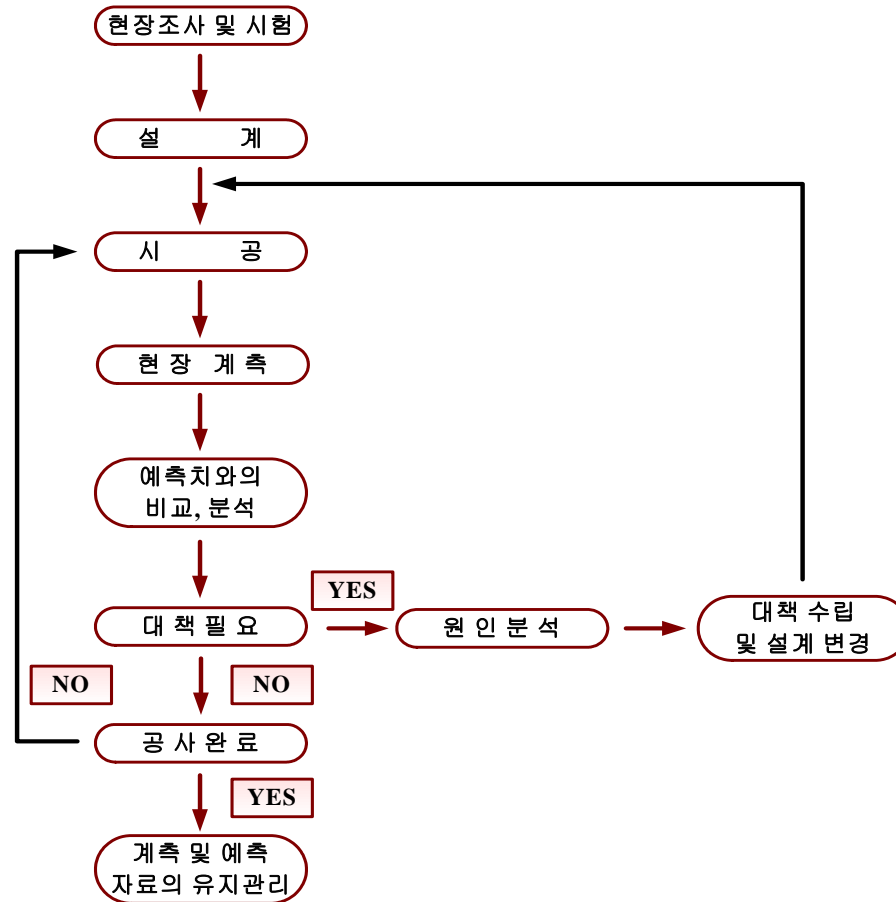 현장조사 및 시험
설 계
시 공
현 장 계 측
예측치와의
비교, 분석
YES
대 책 필 요
원 인 분 석
대책 수립
및 설계 변경
NO
NO
공 사 완 료
YES
계측 및 예측
자료의 유지관리